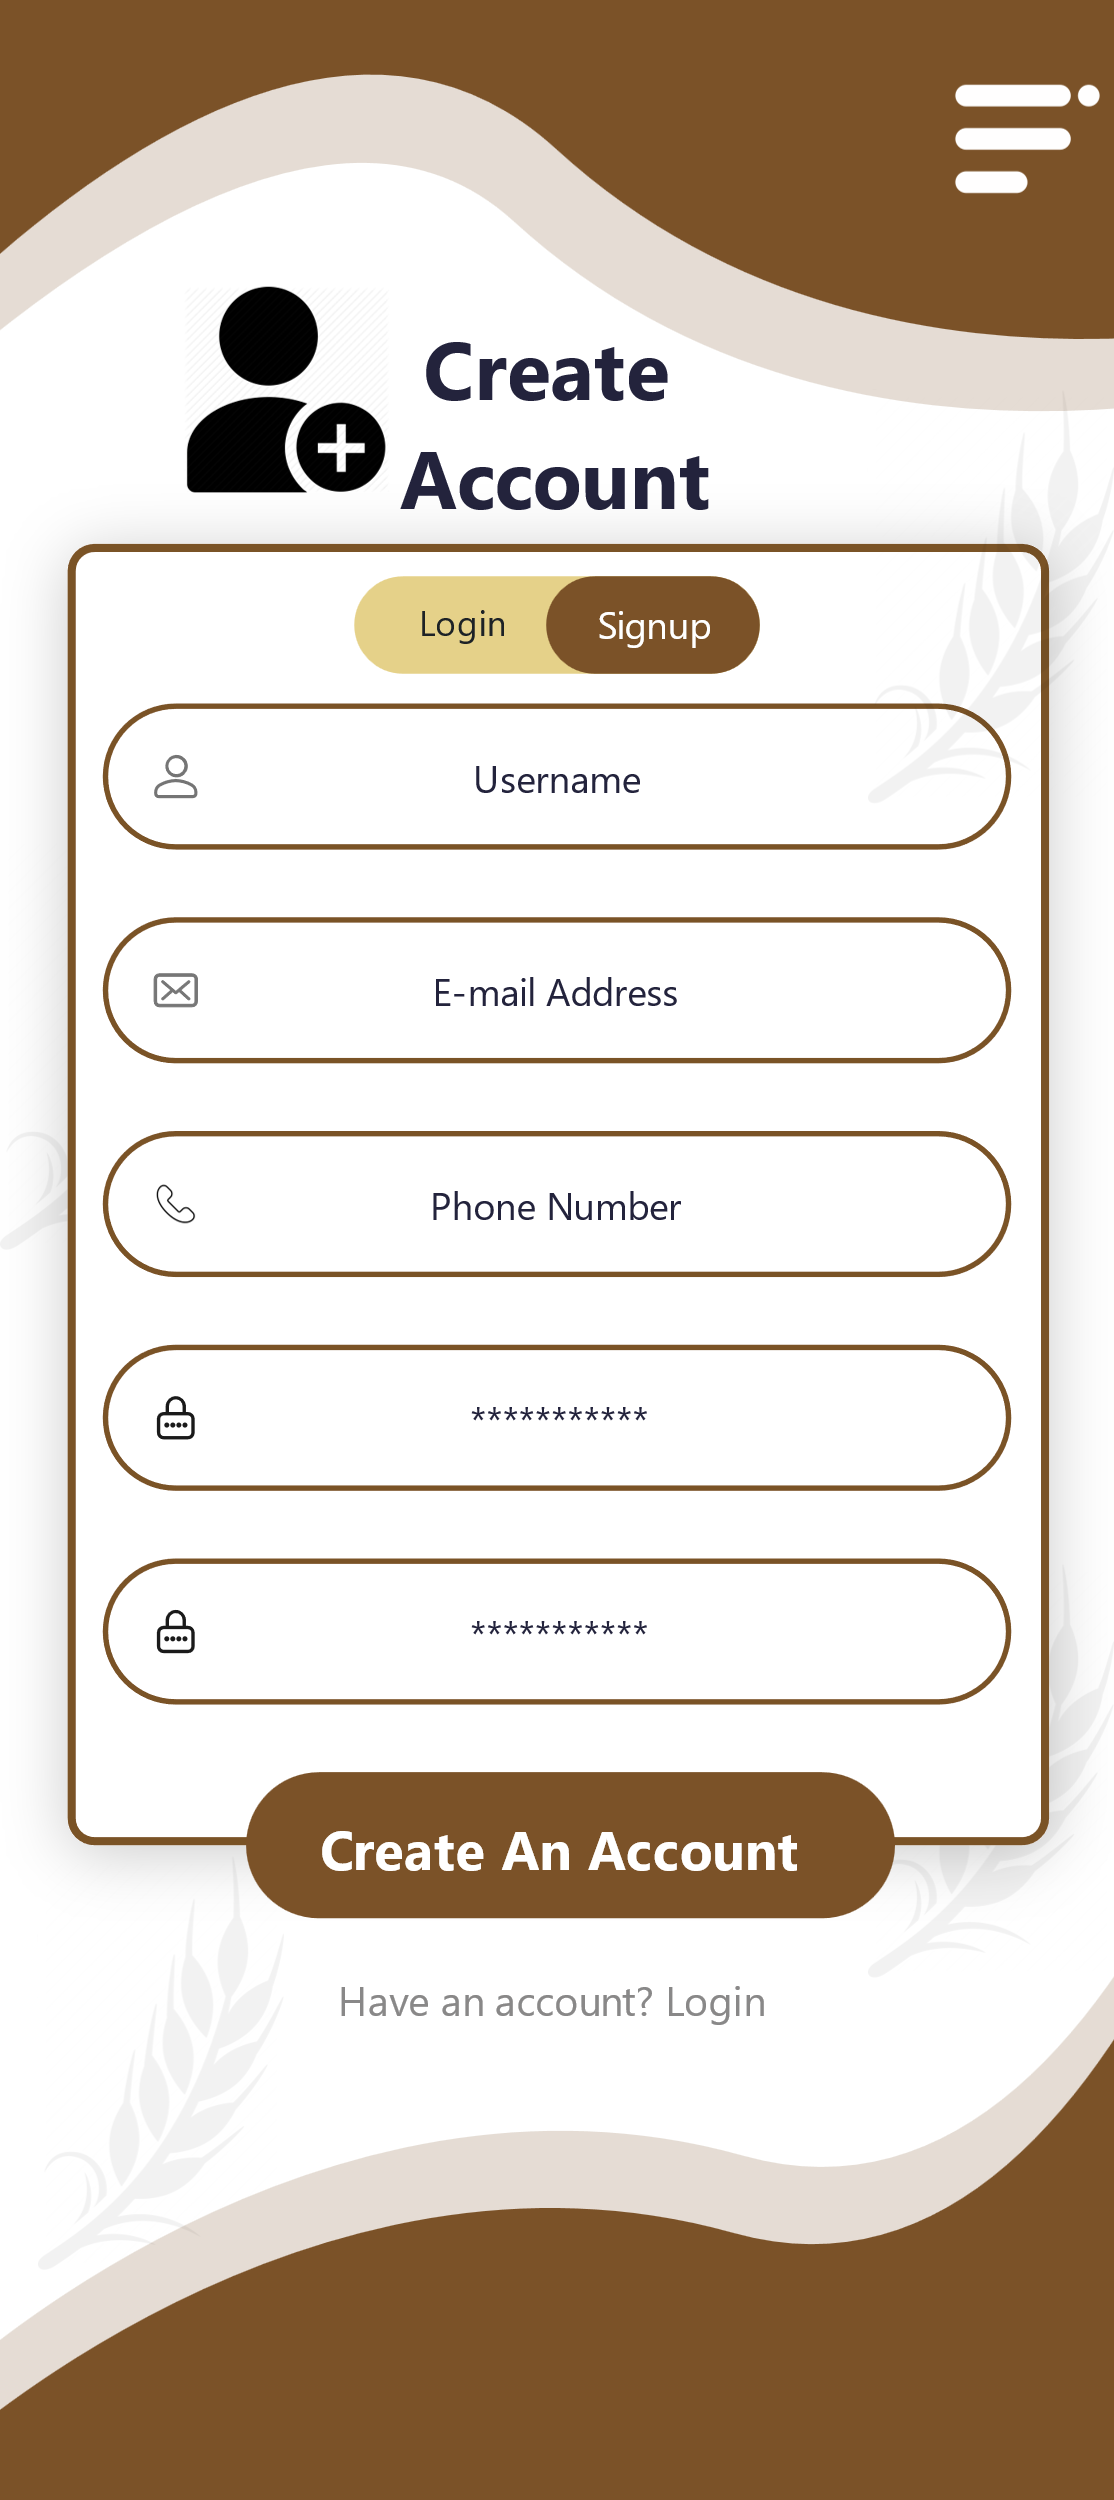 Create
Account
Login Signup
Username
E-mail Address
Phone Number
***********
***********
Create An Account
Have an account? Login